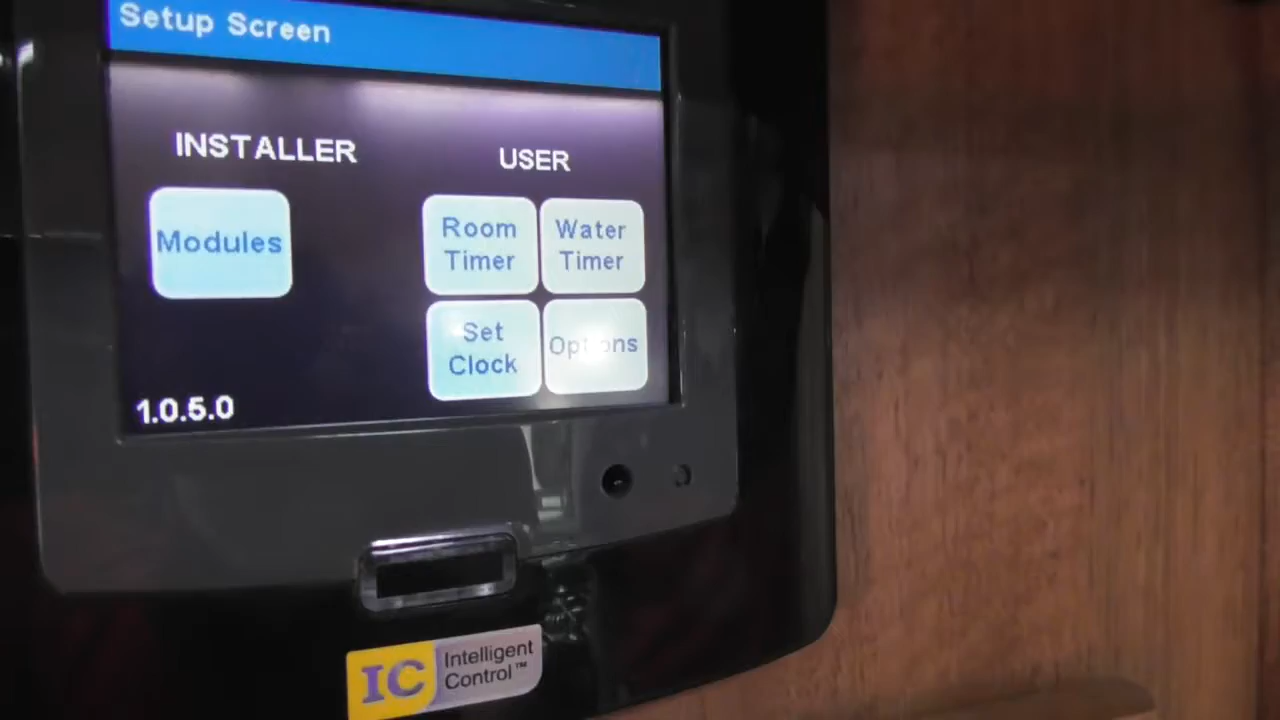 Setup Screen
INSTALLER
USER
Modules
Room
Timer
Water
Timer
Set
Clock
Options
1.0.5.0
IC
Intelligent
Control™